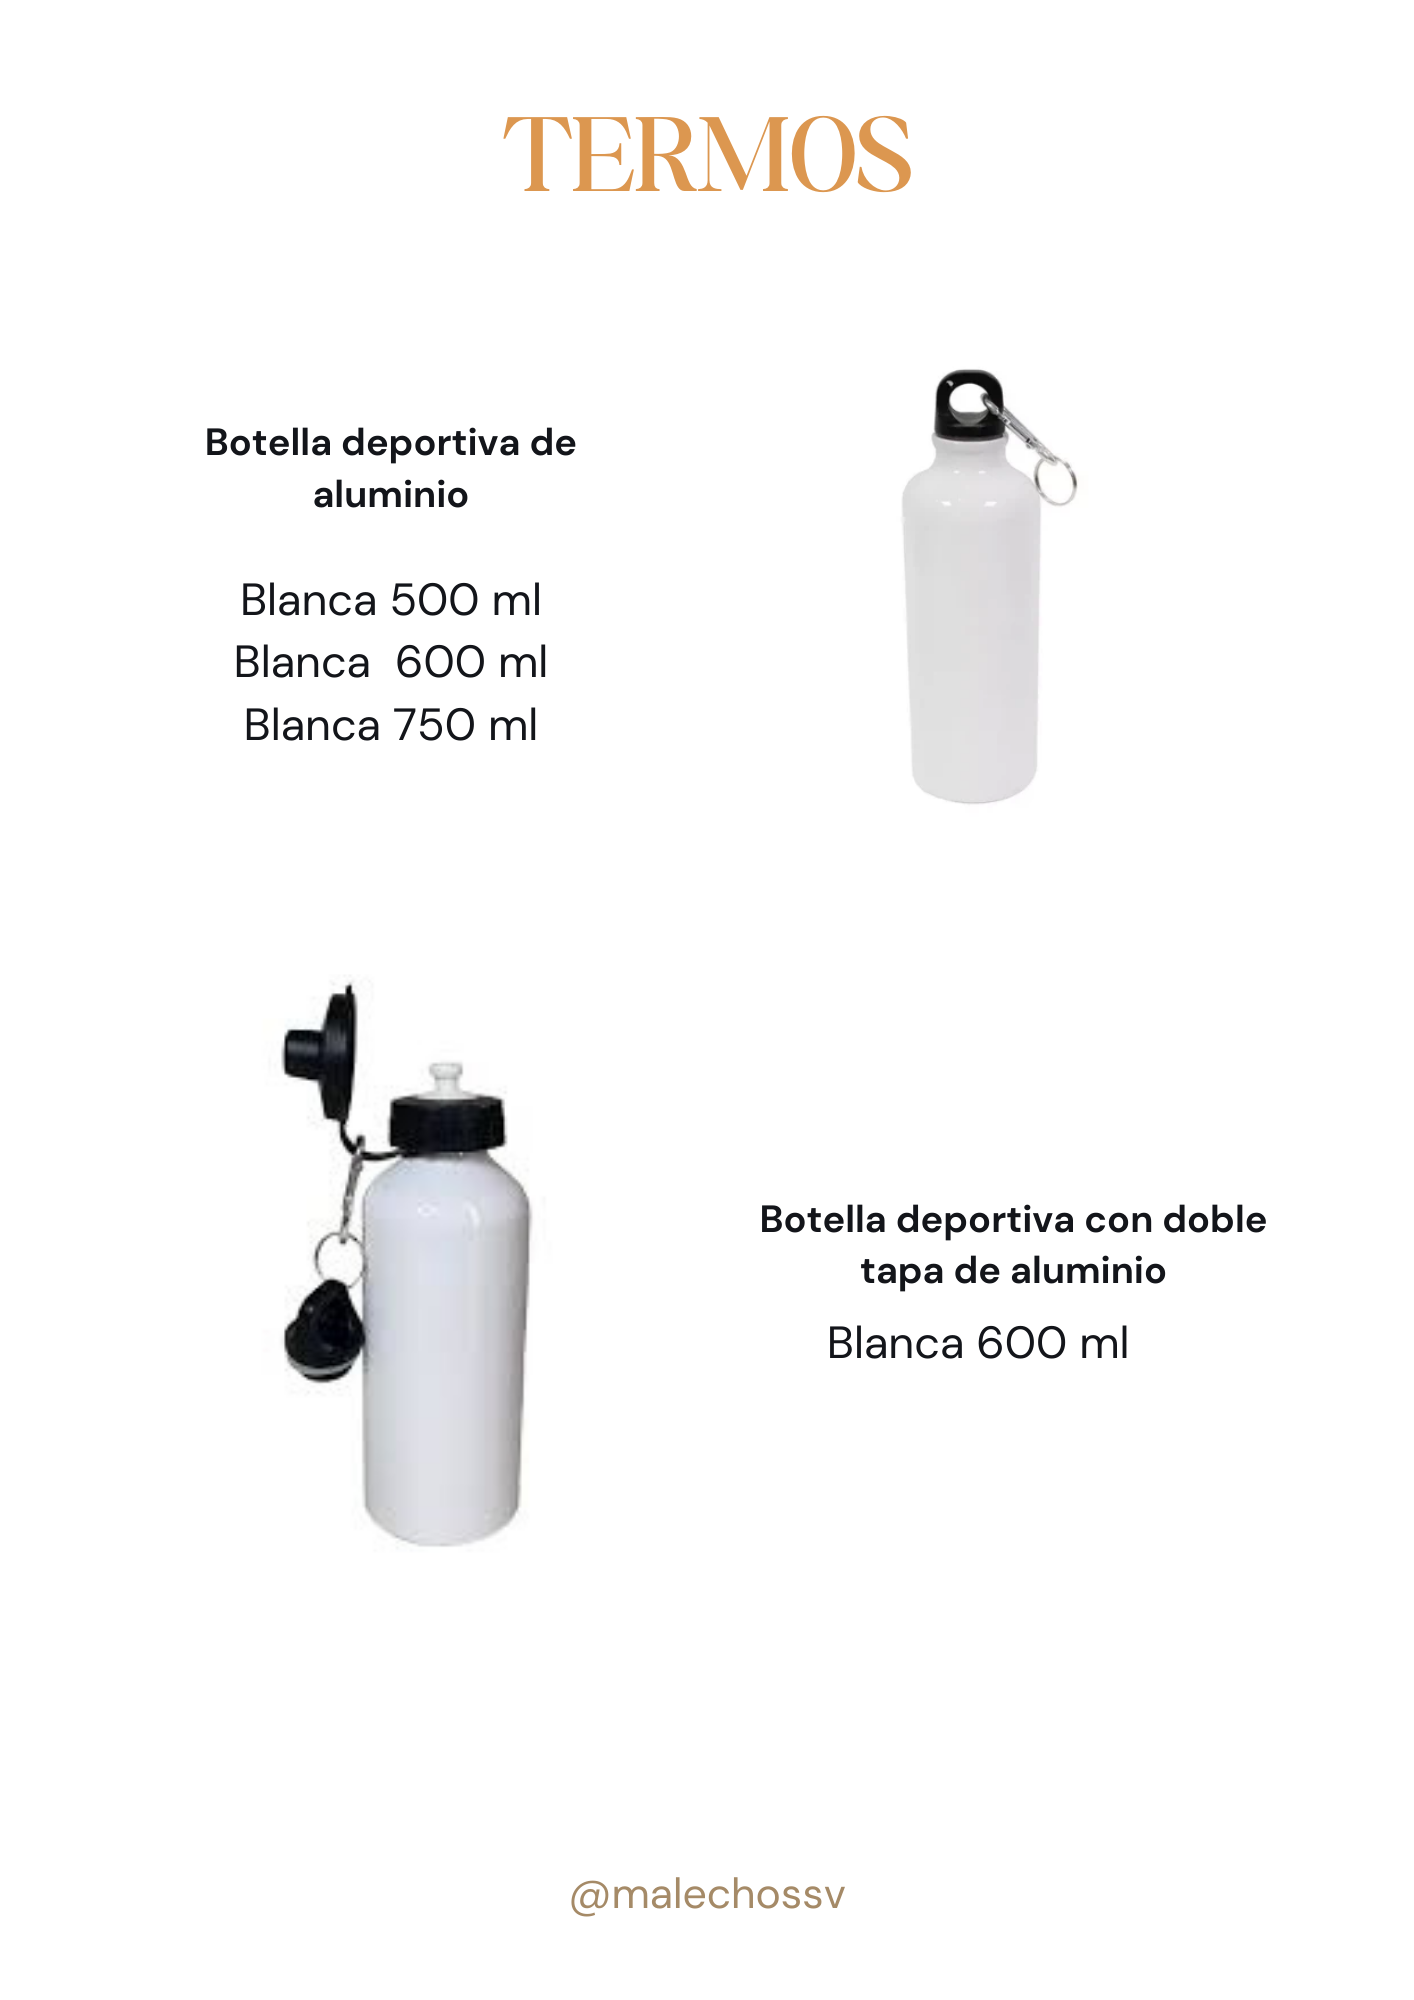 TERMOS
Botella deportiva de
aluminio
Blanca 500 ml
Blanca  600 ml
Blanca 750 ml
Botella deportiva con doble
tapa de aluminio
Blanca 600 ml
@malechossv